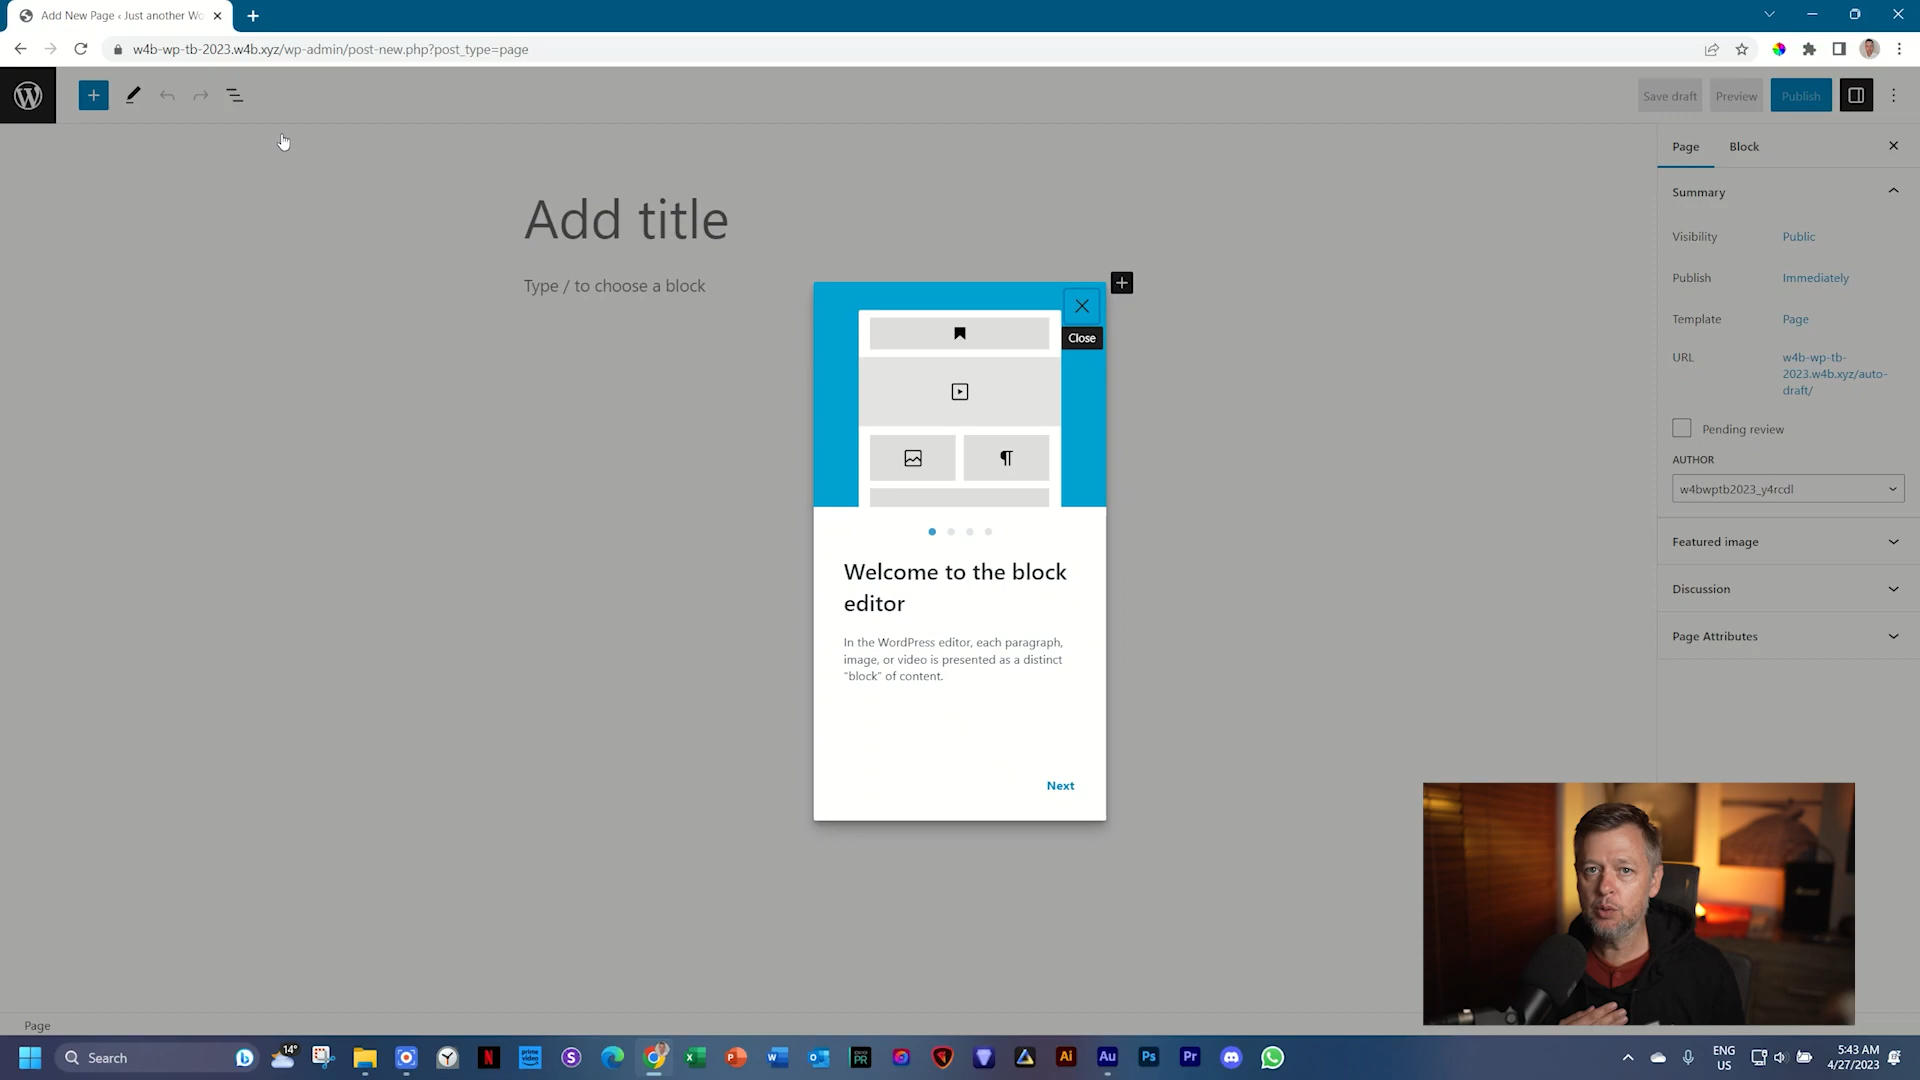 Add New Page ‹ Just another Wo
w4b-wp-tb-2023.w4b.xyz/wp-admin/post-new.php?post_type=page
Save draft
Preview
Publish
Page
Block
Summary
Visibility
Public
Publish
Immediately
Template
Page
URL
w4b-wp-tb-
2023.w4b.xyz/auto-
draft/
Pending review
AUTHOR
w4bwptb2023_y4rcdl
Featured image
Discussion
Page Attributes
Add title
Type / to choose a block
Close
Welcome to the block
editor
In the WordPress editor, each paragraph,
image, or video is presented as a distinct
“block” of content.
Next
Page
Search
14°
ENG
US
5:43 AM
4/27/2023